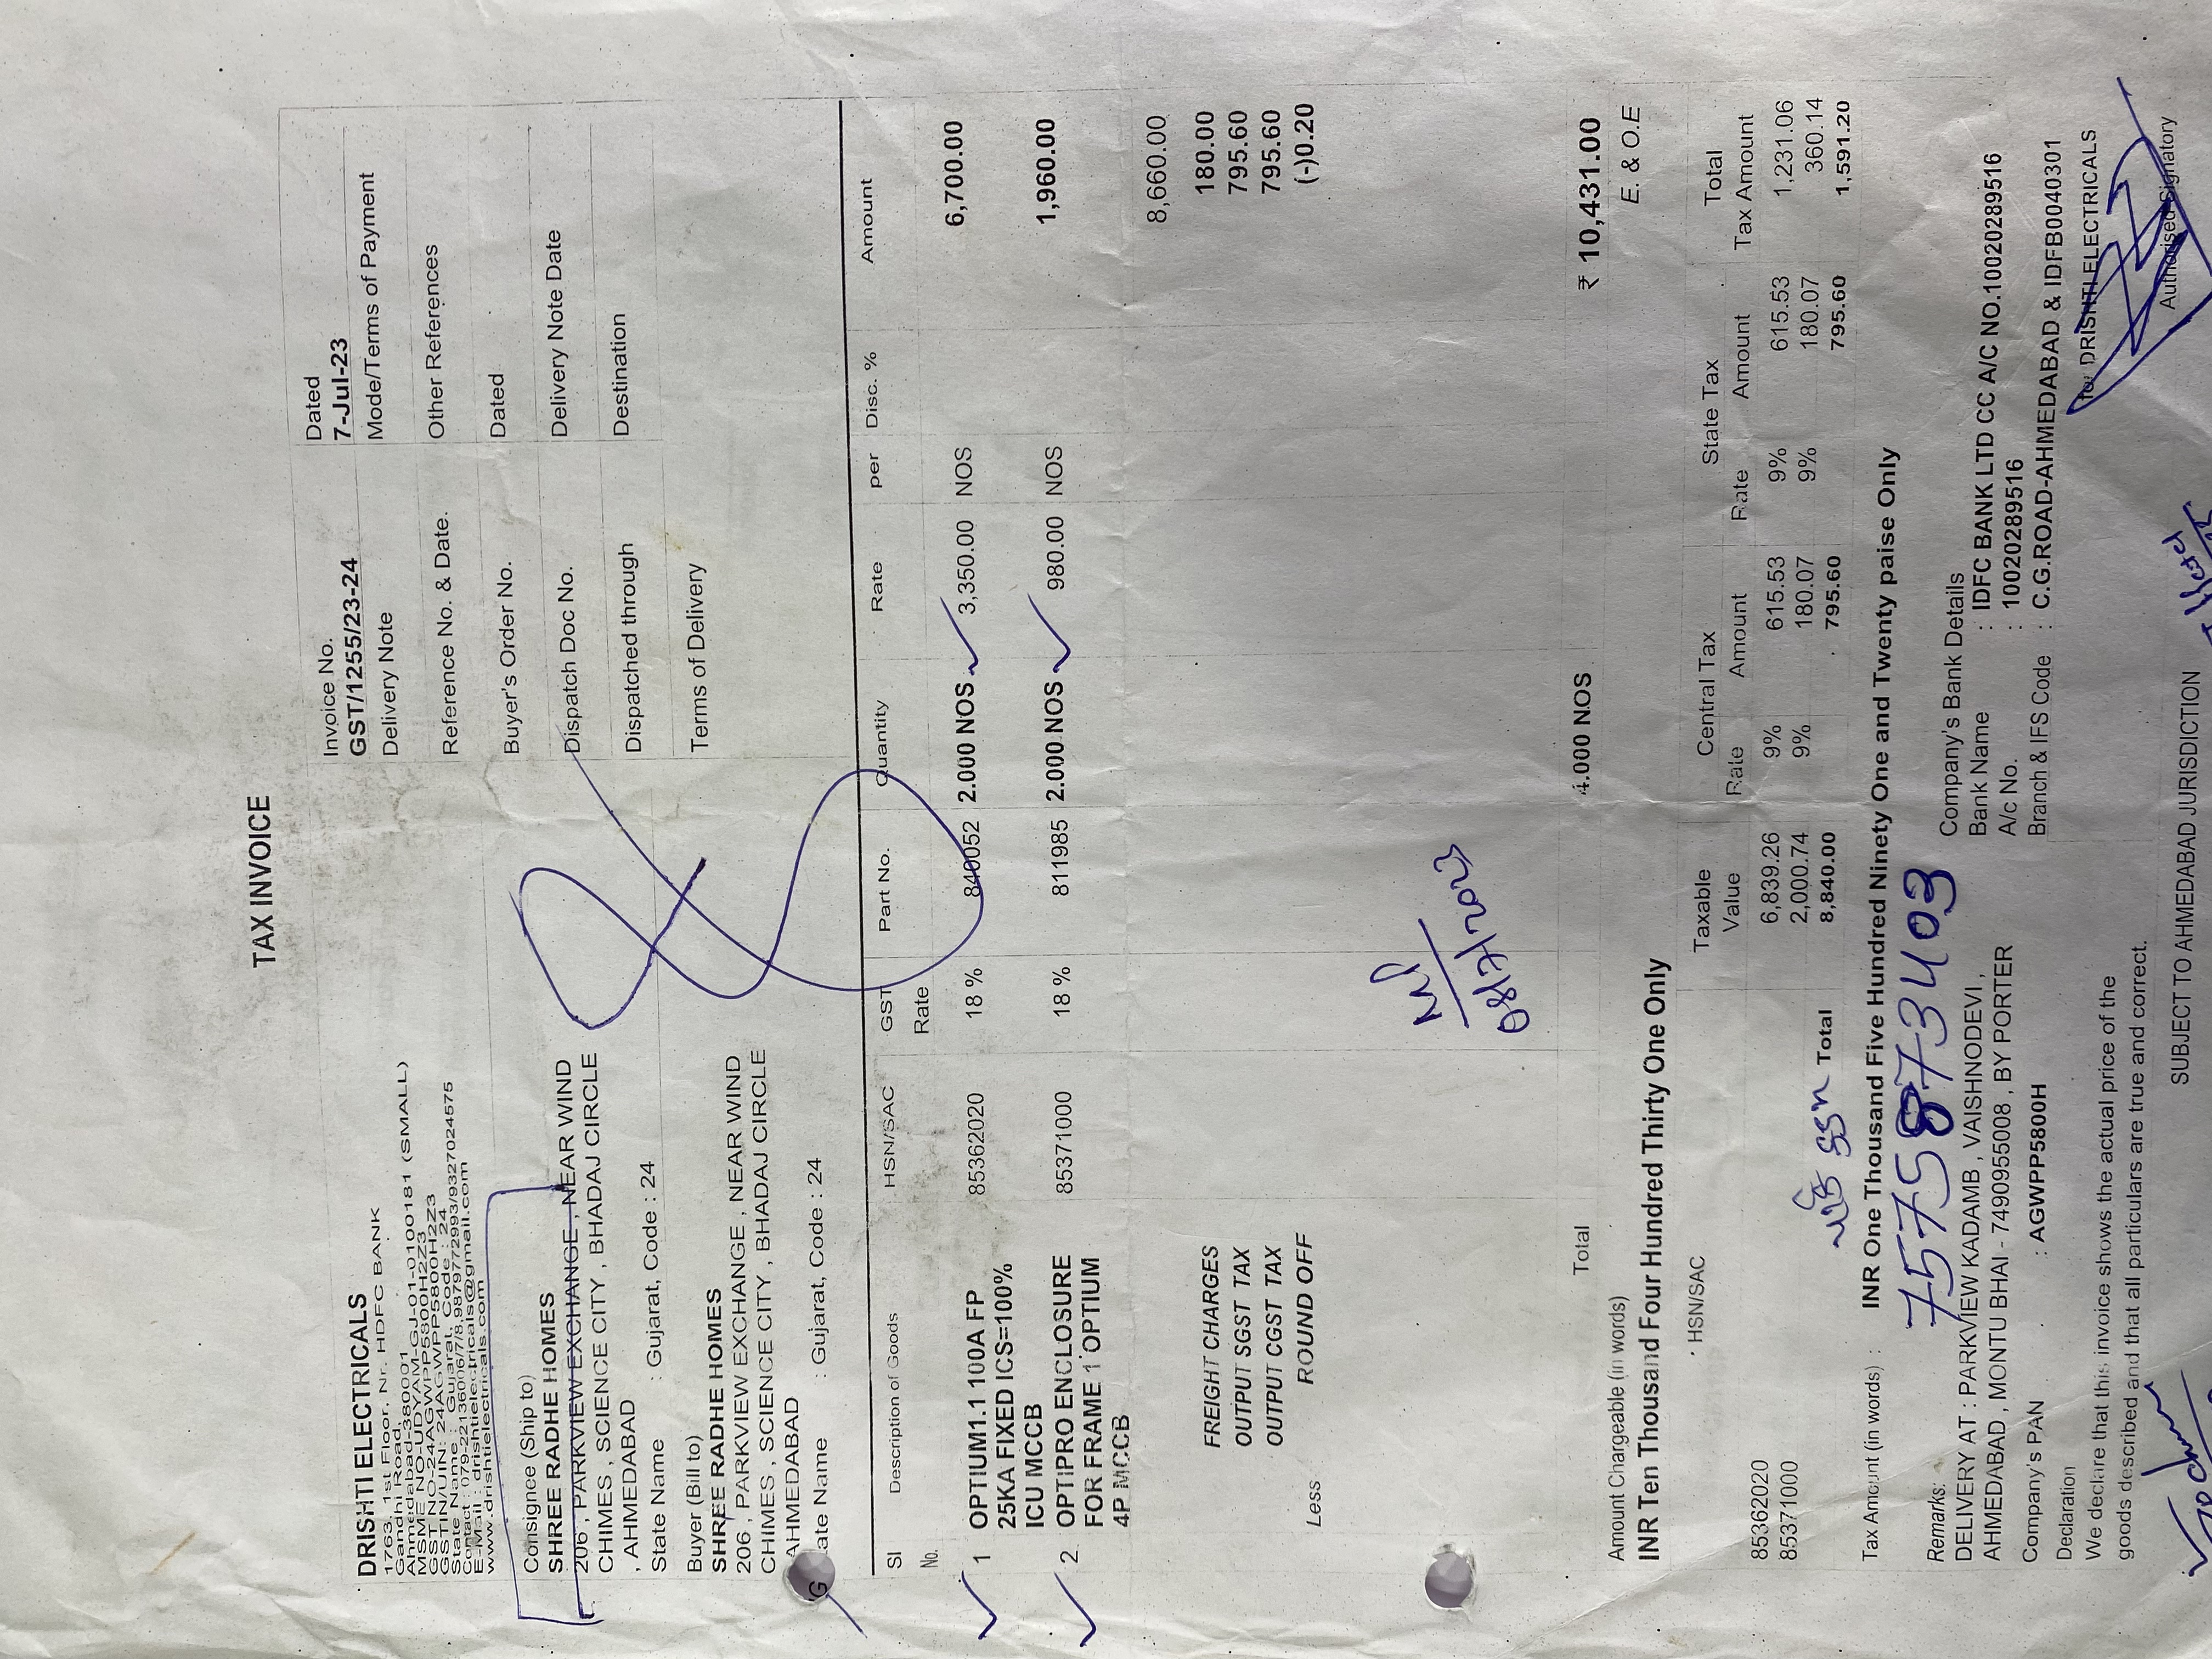 TAX INVOICE
DRISHTI ELECTRICALS
1763, 1st Floor, Nr. HDFC BANK
Gandhi Road,
Ahmedabad-380001
MSME NO-UDYAM-GJ-01-0100181 (SMALL)
GST NO-24AGWPP5800H2Z3
GSTIN/UIN: 24AGWPP5800H2Z3
State Name : Gujarat, Code : 24
Contact : 079-22136006/7/8,9879772993/9327024575
E-Mail : drishtielectricals@gmail.com
www.drishtielectricals.com
Invoice No.
GST/1255/23-24
Dated
7-Jul-23
Delivery Note
Mode/Terms of Payment
Reference No. & Date.
Other References
Buyer's Order No.
Dated
Dispatch Doc No.
Delivery Note Date
Dispatched through
Destination
Terms of Delivery
Consignee (Ship to)
SHREE RADHE HOMES
206 , PARKVIEW EXCHANGE , NEAR WIND
CHIMES , SCIENCE CITY , BHADAJ CIRCLE
, AHMEDABAD
State Name : Gujarat, Code : 24
Buyer (Bill to)
SHREE RADHE HOMES
206 , PARKVIEW EXCHANGE , NEAR WIND
CHIMES , SCIENCE CITY , BHADAJ CIRCLE
AHMEDABAD
ate Name : Gujarat, Code : 24
Sl No. Description of Goods HSN/SAC GST Rate Part No. Quantity Rate per Disc. % Amount
1 OPTIUM1.1 100A FP 85362020 18 % 840052 2.000 NOS 3,350.00 NOS 6,700.00
25KA FIXED ICS=100%
ICU MCCB
2 OPTIPRO ENCLOSURE 85371000 18 % 811985 2.000 NOS 980.00 NOS 1,960.00
FOR FRAME 1 OPTIUM
4P MCCB
8,660.00
FREIGHT CHARGES 180.00
OUTPUT SGST TAX 795.60
OUTPUT CGST TAX 795.60
Less ROUND OFF (-)0.20
MP
08/7/2023
Total 4.000 NOS ₹ 10,431.00
Amount Chargeable (in words) E. & O.E
INR Ten Thousand Four Hundred Thirty One Only
HSN/SAC Taxable Value Central Tax Rate Amount State Tax Rate Amount Total Tax Amount
85362020 6,839.26 9% 615.53 9% 615.53 1,231.06
85371000 2,000.74 9% 180.07 9% 180.07 360.14
Total 8,840.00 795.60 795.60 1,591.20
Tax Amount (in words) : INR One Thousand Five Hundred Ninety One and Twenty paise Only
7575873403
Remarks:
DELIVERY AT : PARKVIEW KADAMB , VAISHNODEVI ,
AHMEDABAD , MONTU BHAI - 7490955008 , BY PORTER
Company's PAN : AGWPP5800H
Declaration
We declare that this invoice shows the actual price of the
goods described and that all particulars are true and correct.
Company's Bank Details
Bank Name : IDFC BANK LTD CC A/C NO.10020289516
A/c No. : 10020289516
Branch & IFS Code : C.G.ROAD-AHMEDABAD & IDFB0040301
for DRISHTI ELECTRICALS
Authorised Signatory
SUBJECT TO AHMEDABAD JURISDICTION